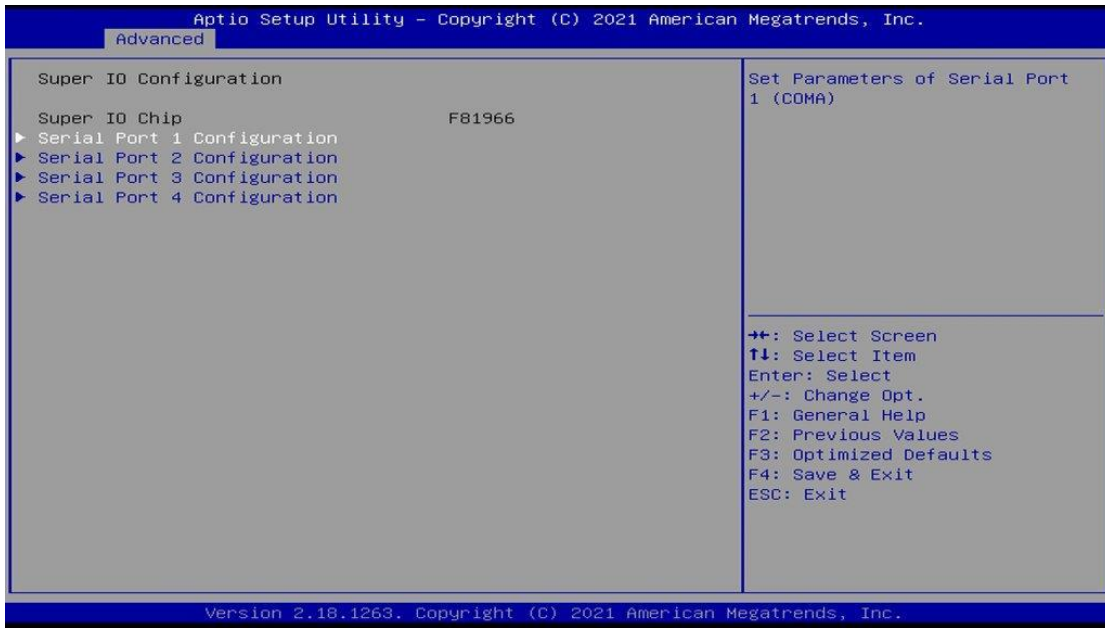 Aptio Setup Utility – Copyright (C) 2021 American Megatrends, Inc.
Advanced
Super IO Configuration
Super IO Chip F81966
▶ Serial Port 1 Configuration
▶ Serial Port 2 Configuration
▶ Serial Port 3 Configuration
▶ Serial Port 4 Configuration
Set Parameters of Serial Port
1 (COMA)
→←: Select Screen
↑↓: Select Item
Enter: Select
+/-: Change Opt.
F1: General Help
F2: Previous Values
F3: Optimized Defaults
F4: Save & Exit
ESC: Exit
Version 2.18.1263. Copyright (C) 2021 American Megatrends, Inc.